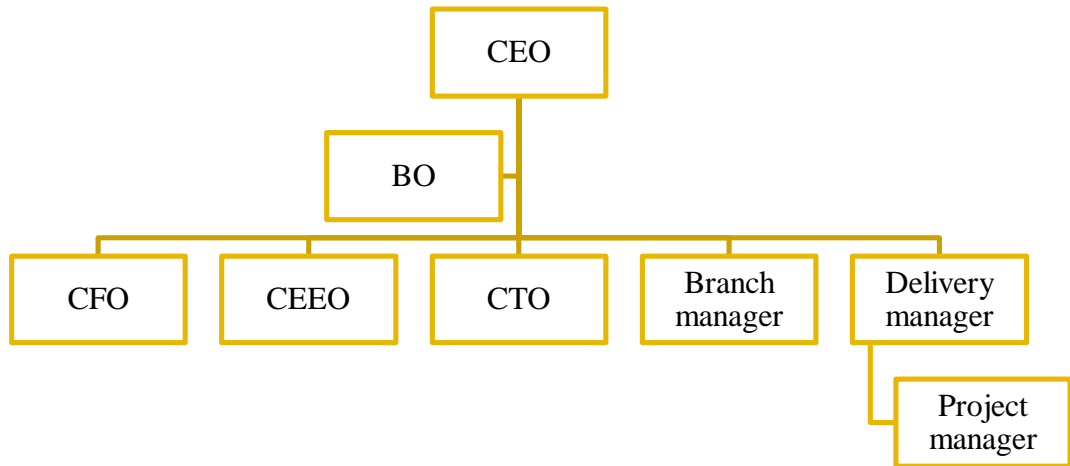 CEO
BO
CFO
CEEO
CTO
Branch
manager
Delivery
manager
Project
manager